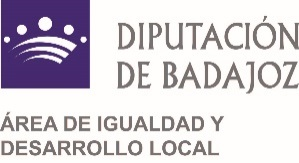 DIPUTACIÓN
DE BADAJOZ
ÁREA DE IGUALDAD Y
DESARROLLO LOCAL